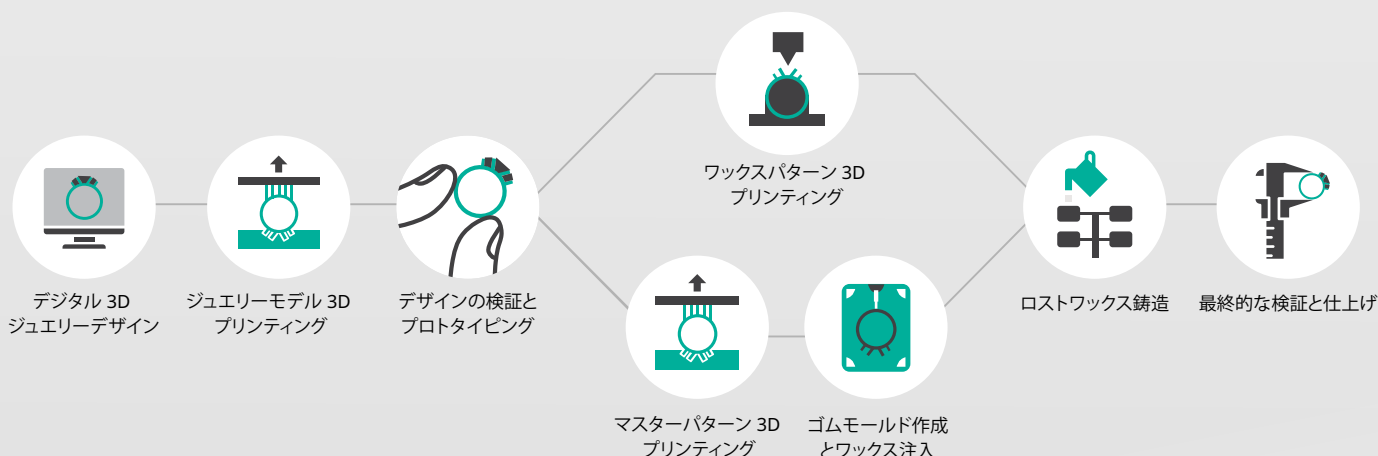 デジタル 3D
ジュエリーデザイン
ジュエリーモデル 3D
プリンティング
デザインの検証と
プロトタイピング
ワックスパターン 3D
プリンティング
マスターパターン 3D
プリンティング
ゴムモールド作成
とワックス注入
ロストワックス鋳造
最終的な検証と仕上げ